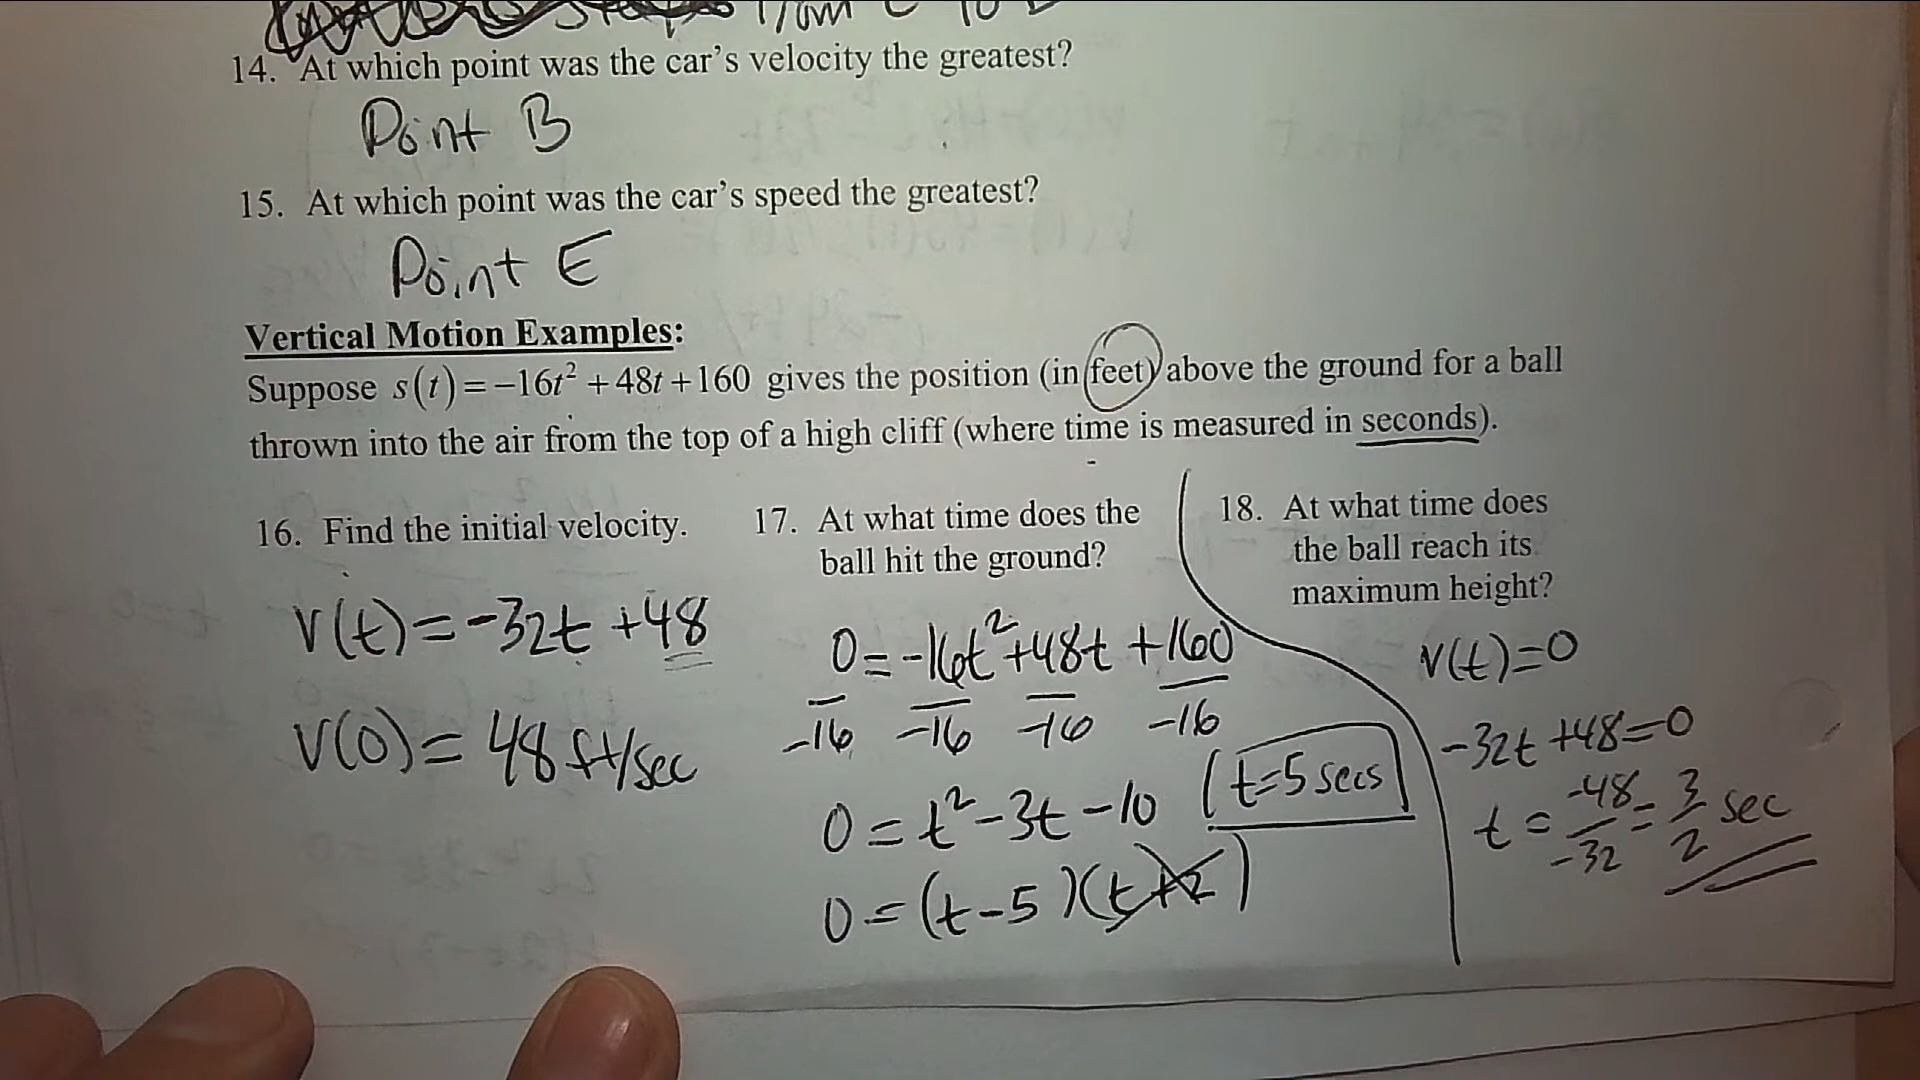 14. At which point was the car's velocity the greatest?
Point B
15. At which point was the car's speed the greatest?
Point E
Vertical Motion Examples:
Suppose s(t)=−16t²+48t+160 gives the position (in feet) above the ground for a ball
thrown into the air from the top of a high cliff (where time is measured in seconds).
16. Find the initial velocity.
v(t)=-32t+48
v(0)=48 ft/sec
17. At what time does the
ball hit the ground?
0=-16t²+48t+160
-16 -16 -16 -16
0=t²-3t-10
t=5 secs
0=(t-5)(t+2)
18. At what time does
the ball reach its
maximum height?
v(t)=0
-32t+48=0
t=-48/-32=3/2 sec